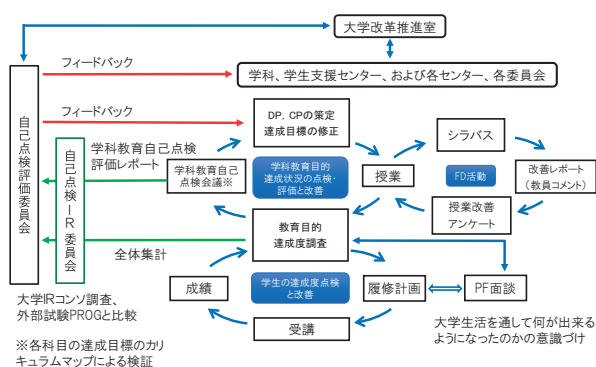 大学改革推進室
フィードバック
学科、学生支援センター、および各センター、各委員会
フィードバック
自己点検評価委員会
自己点検IR委員会
学科教育自己点検
評価レポート
DP，CPの策定
達成目標の修正
学科教育自己
点検会議※
学科教育目的
達成状況の点検・
評価と改善
授業
シラバス
FD活動
改善レポート
（教員コメント）
授業改善
アンケート
教育目的
達成度調査
全体集計
成績
学生の達成度点検
と改善
履修計画
PF面談
受講
大学IRコンソ調査、
外部試験PROGと比較
※各科目の達成目標のカリ
キュラムマップによる検証
大学生活を通して何が出来る
ようになったのかの意識づけ